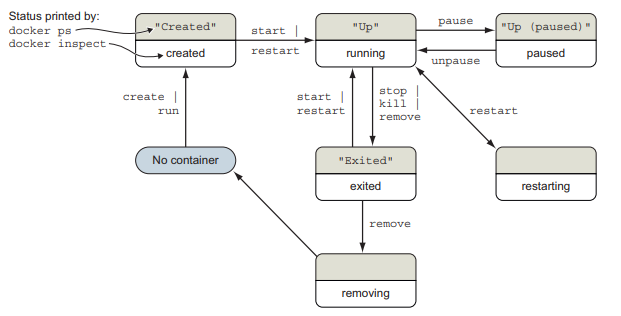 Status printed by:
docker ps
docker inspect
"Created"
created
start |
restart
"Up"
running
pause
unpause
"Up (paused)"
paused
create |
run
start |
restart
stop |
kill |
remove
restart
No container
"Exited"
exited
restarting
remove
removing